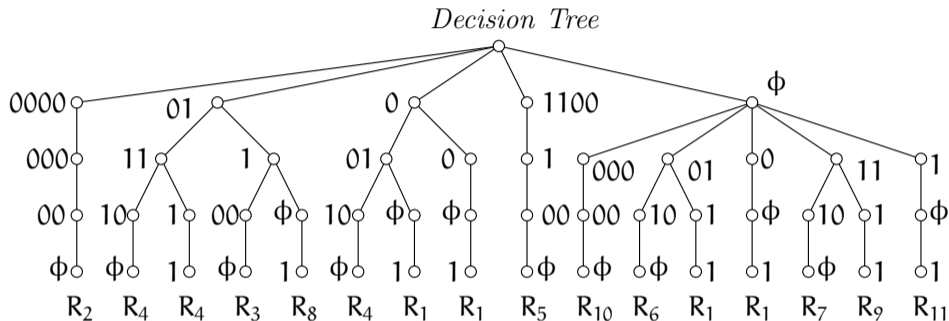 Decision Tree
ϕ
0000 01 0 1100
000 11 1 01 0 1 000 01 0 11 1
00 10 1 00 ϕ 10 ϕ ϕ 00 00 10 1 ϕ 10 1 ϕ
ϕ ϕ 1 ϕ 1 ϕ 1 1 ϕ ϕ ϕ 1 1 ϕ 1 1
R2 R4 R4 R3 R8 R4 R1 R1 R5 R10 R6 R1 R1 R7 R9 R11